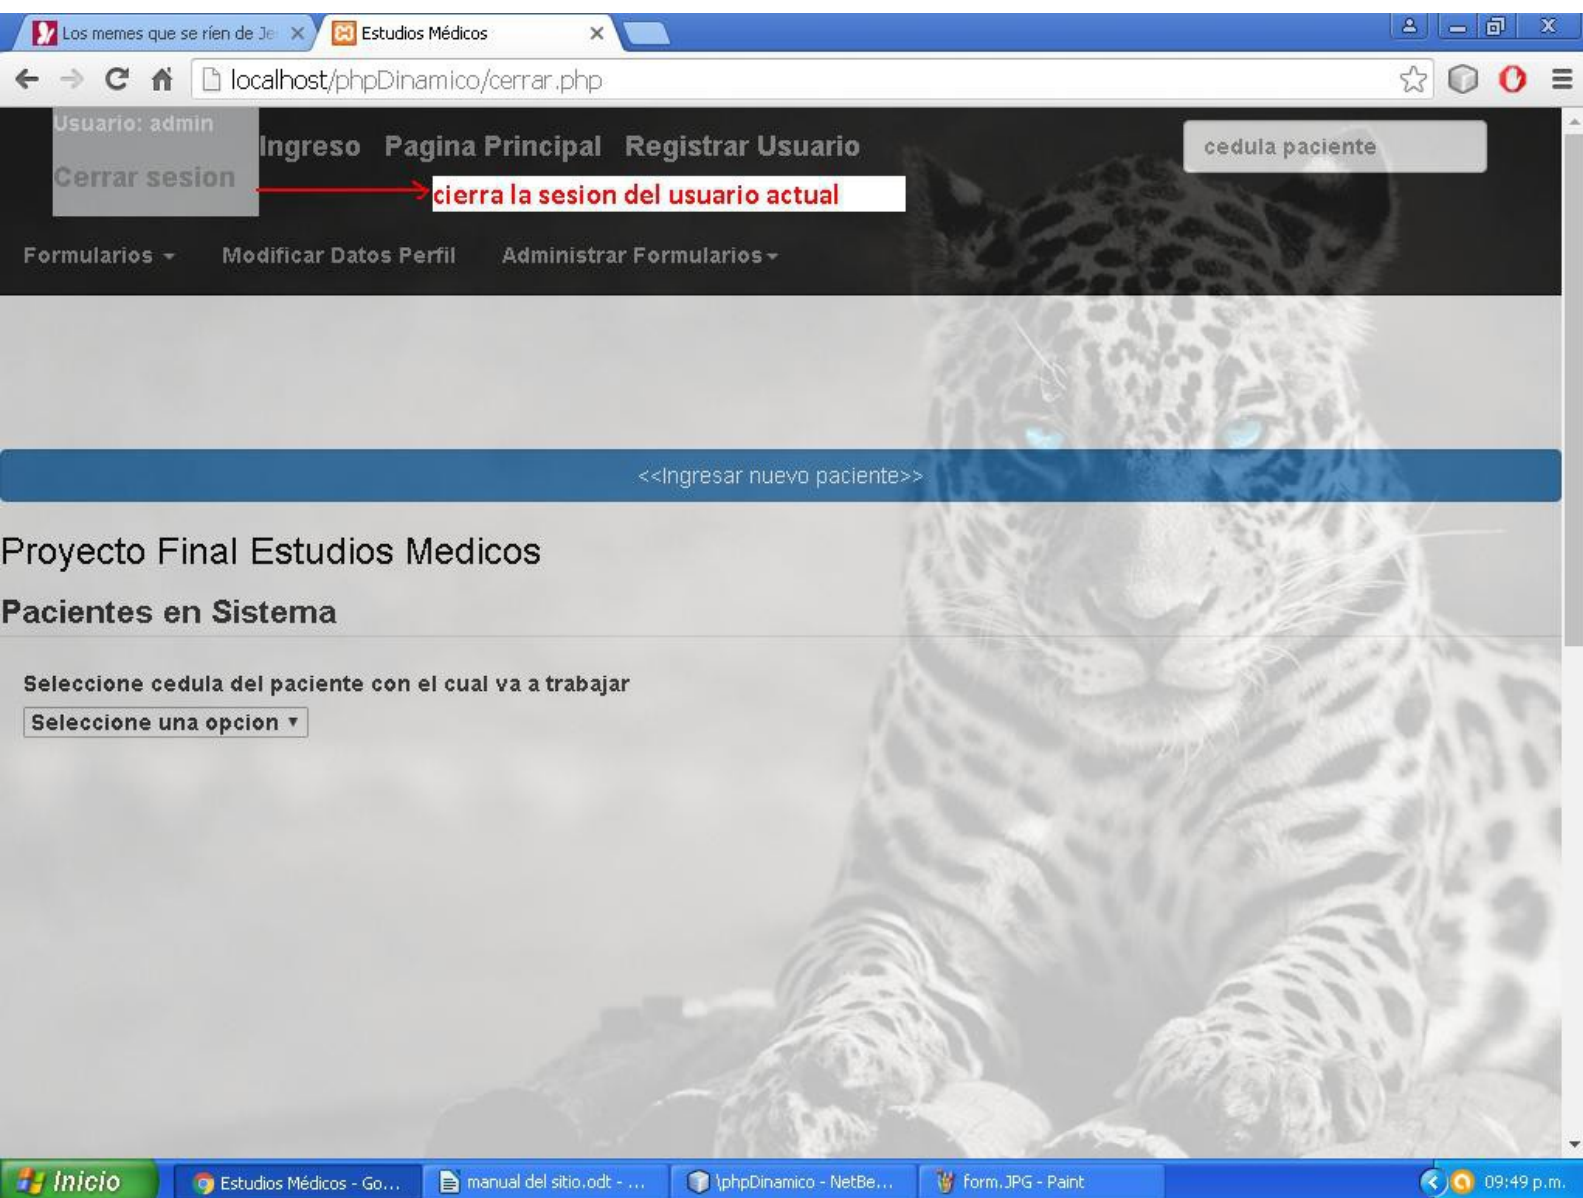 Los memes que se ríen de Je
Estudios Médicos
localhost/phpDinamico/cerrar.php
Usuario: admin
Ingreso Pagina Principal Registrar Usuario
cedula paciente
Cerrar sesion
cierra la sesion del usuario actual
Formularios Modificar Datos Perfil Administrar Formularios
<<Ingresar nuevo paciente>>
Proyecto Final Estudios Medicos
Pacientes en Sistema
Seleccione cedula del paciente con el cual va a trabajar
Seleccione una opcion
Inicio
Estudios Médicos - Go...
manual del sitio.odt - ...
\phpDinamico - NetBe...
form.JPG - Paint
09:49 p.m.